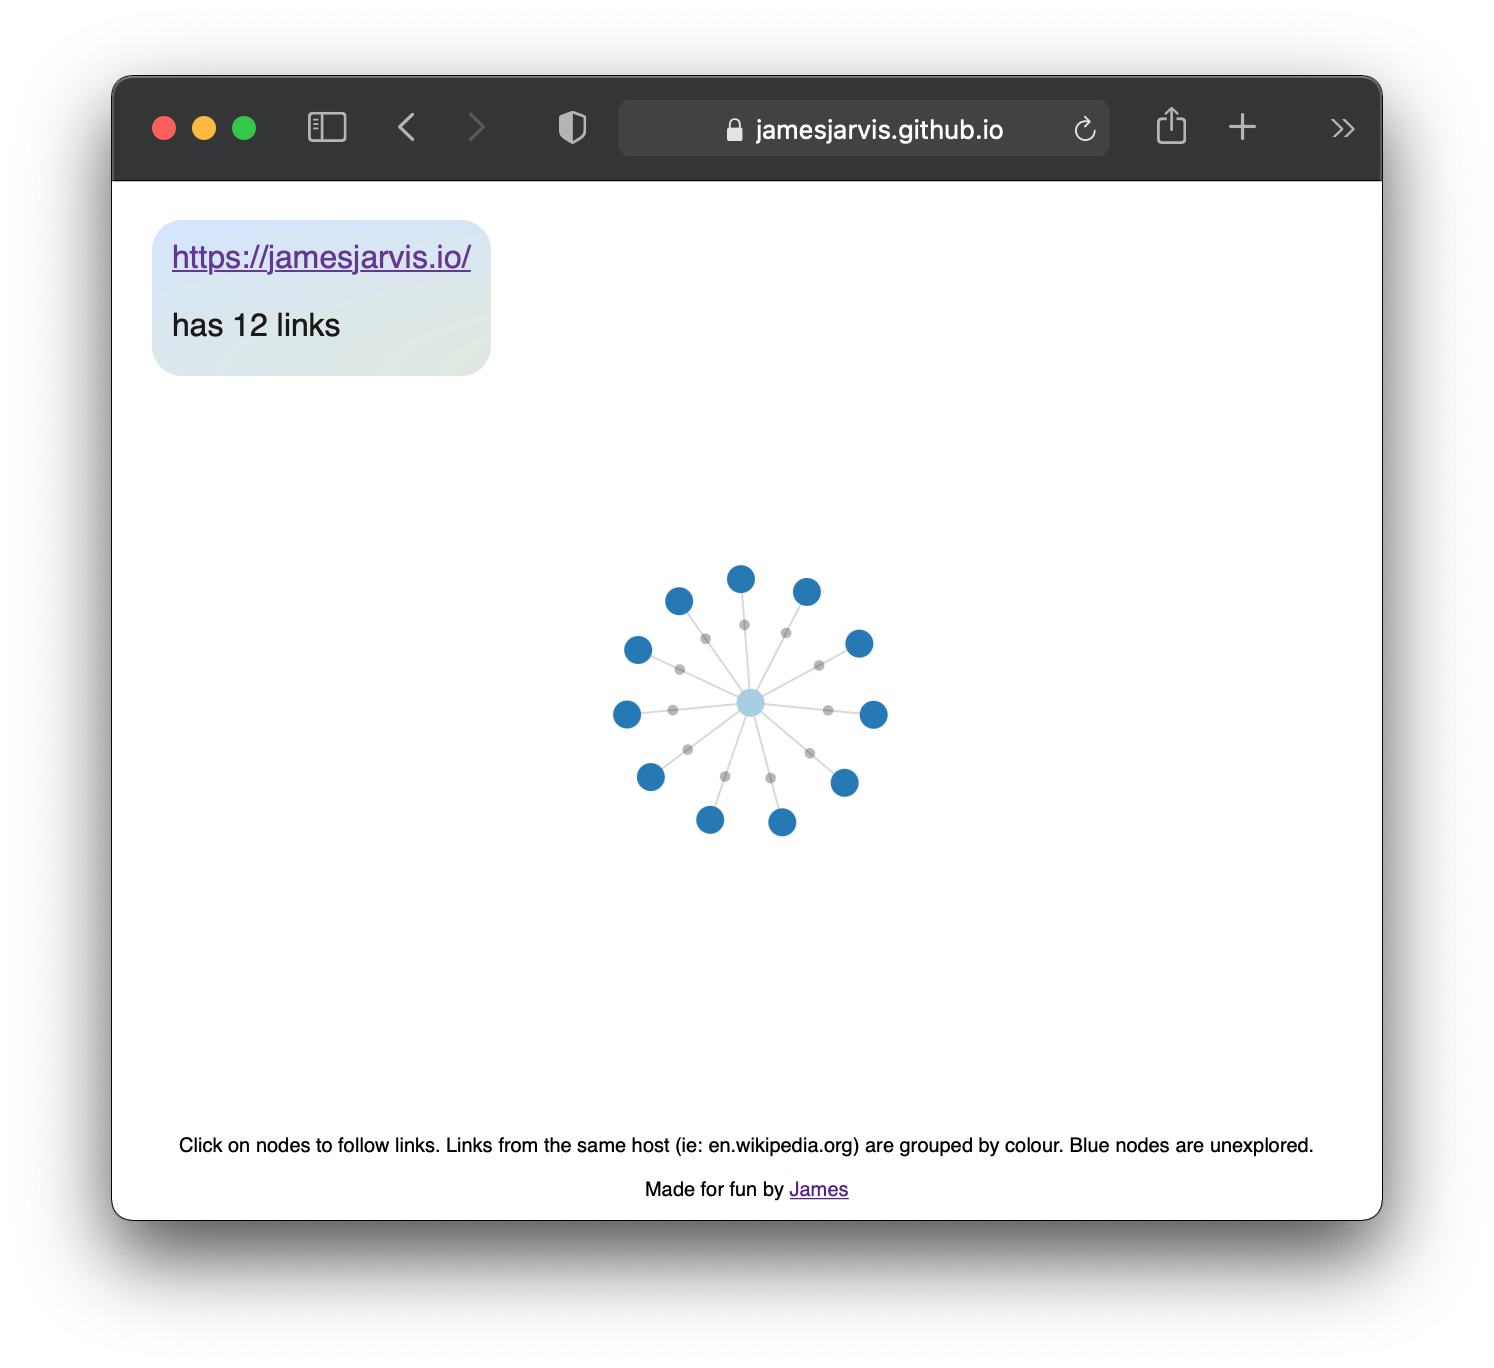 jamesjarvis.github.io
https://jamesjarvis.io/
has 12 links
Click on nodes to follow links. Links from the same host (ie: en.wikipedia.org) are grouped by colour. Blue nodes are unexplored.
Made for fun by James